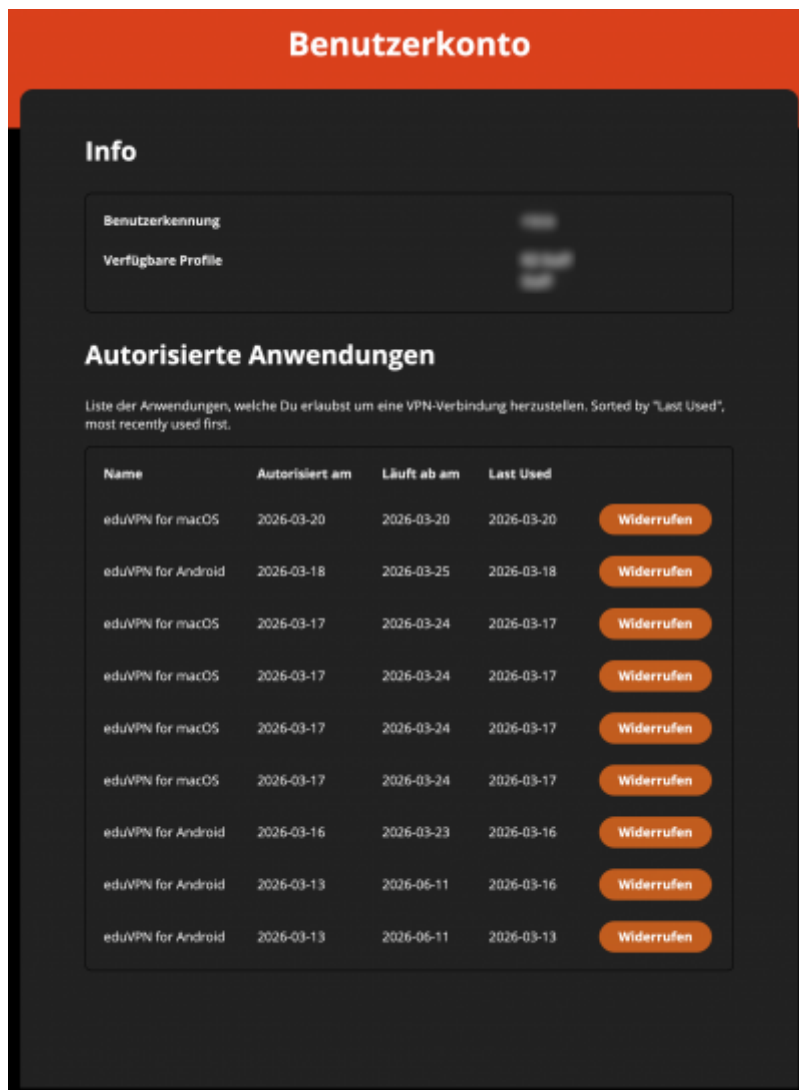 Benutzerkonto
Info
Benutzerkennung
Verfügbare Profile
Autorisierte Anwendungen
Liste der Anwendungen, welche Du erlaubst um eine VPN-Verbindung herzustellen. Sorted by "Last Used",
most recently used first.
Name Autorisiert am Läuft ab am Last Used
eduVPN for macOS 2026-03-20 2026-03-20 2026-03-20 Widerrufen
eduVPN for Android 2026-03-18 2026-03-25 2026-03-18 Widerrufen
eduVPN for macOS 2026-03-17 2026-03-24 2026-03-17 Widerrufen
eduVPN for macOS 2026-03-17 2026-03-24 2026-03-17 Widerrufen
eduVPN for macOS 2026-03-17 2026-03-24 2026-03-17 Widerrufen
eduVPN for macOS 2026-03-17 2026-03-24 2026-03-17 Widerrufen
eduVPN for Android 2026-03-16 2026-03-23 2026-03-16 Widerrufen
eduVPN for Android 2026-03-13 2026-06-11 2026-03-16 Widerrufen
eduVPN for Android 2026-03-13 2026-06-11 2026-03-13 Widerrufen